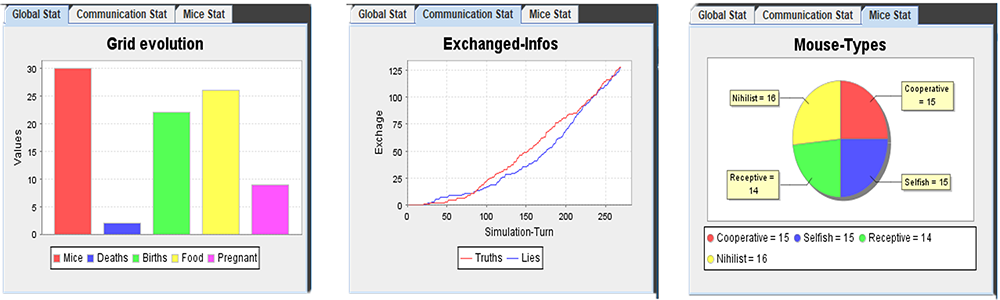 Global Stat Communication Stat Mice Stat
Grid evolution
30
25
20
15
10
5
0
Values
Mice Deaths Births Food Pregnant
Global Stat Communication Stat Mice Stat
Exchanged-Infos
125
100
75
50
25
0
Exchage
0 50 100 150 200 250
Simulation-Turn
Truths Lies
Global Stat Communication Stat Mice Stat
Mouse-Types
Nihilist = 16
Cooperative
= 15
Receptive =
14
Selfish = 15
Cooperative = 15 Selfish = 15 Receptive = 14
Nihilist = 16